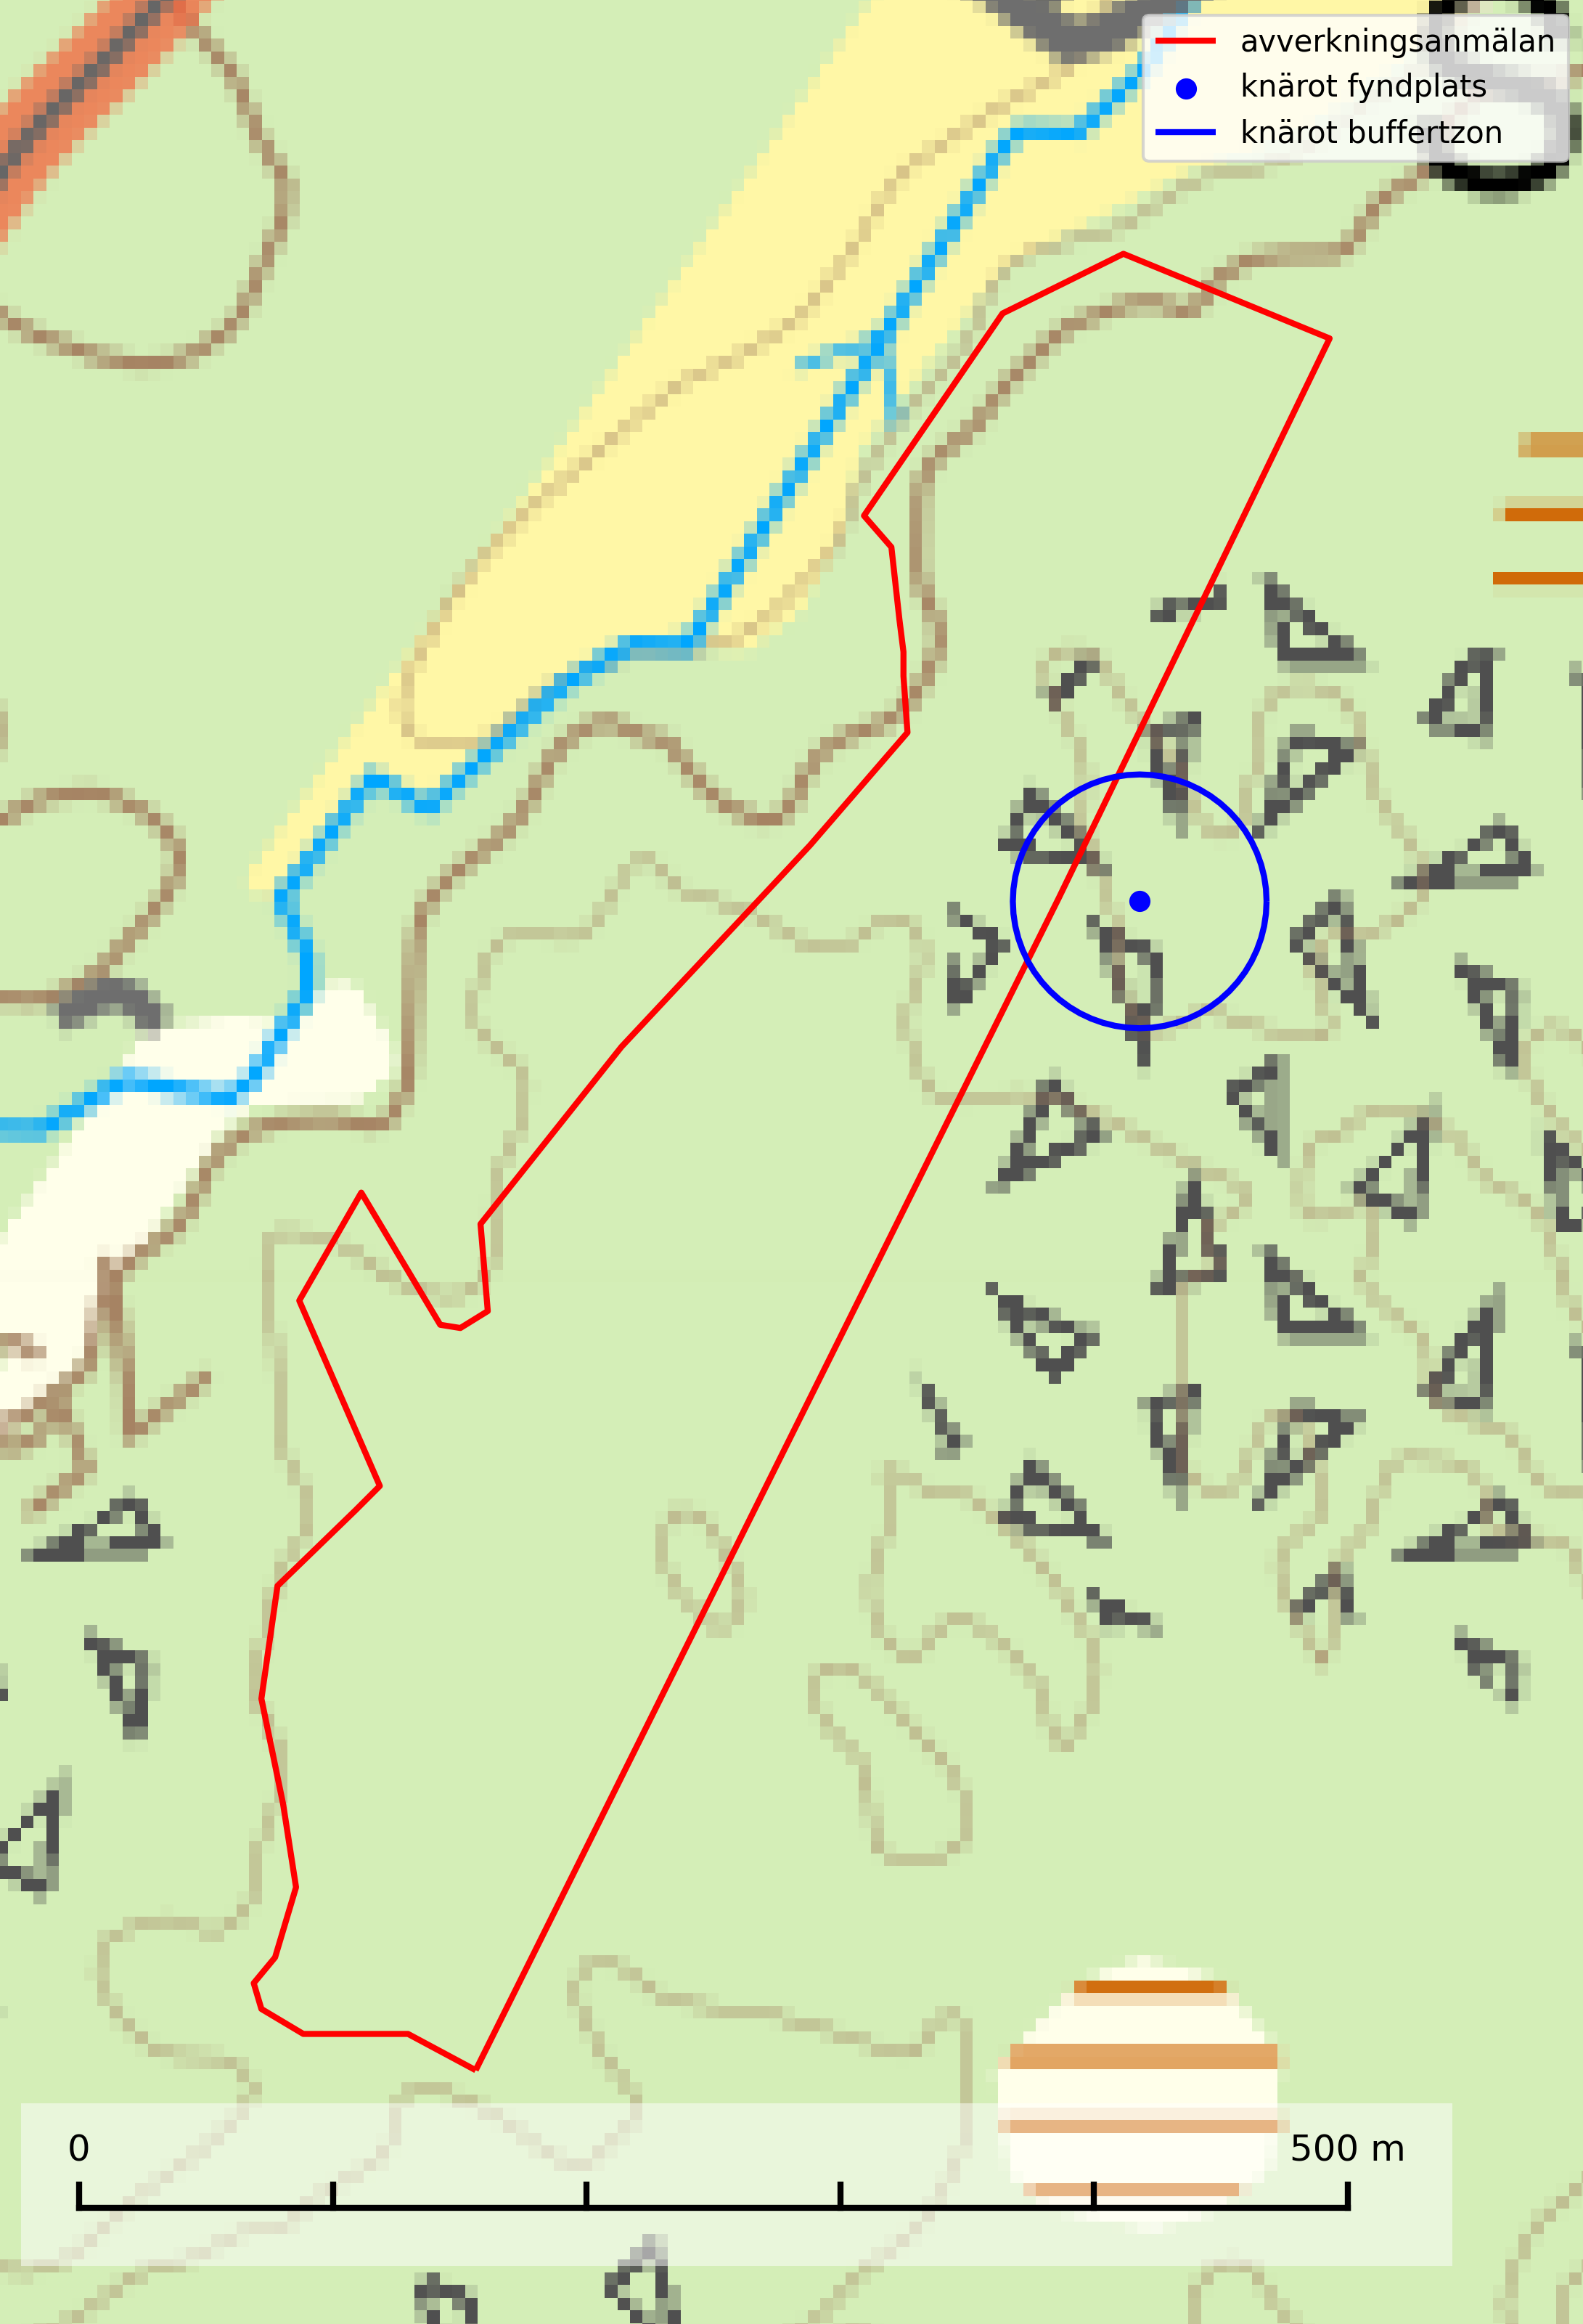 avverkningsanmälan
knärot fyndplats
knärot buffertzon
0 500 m